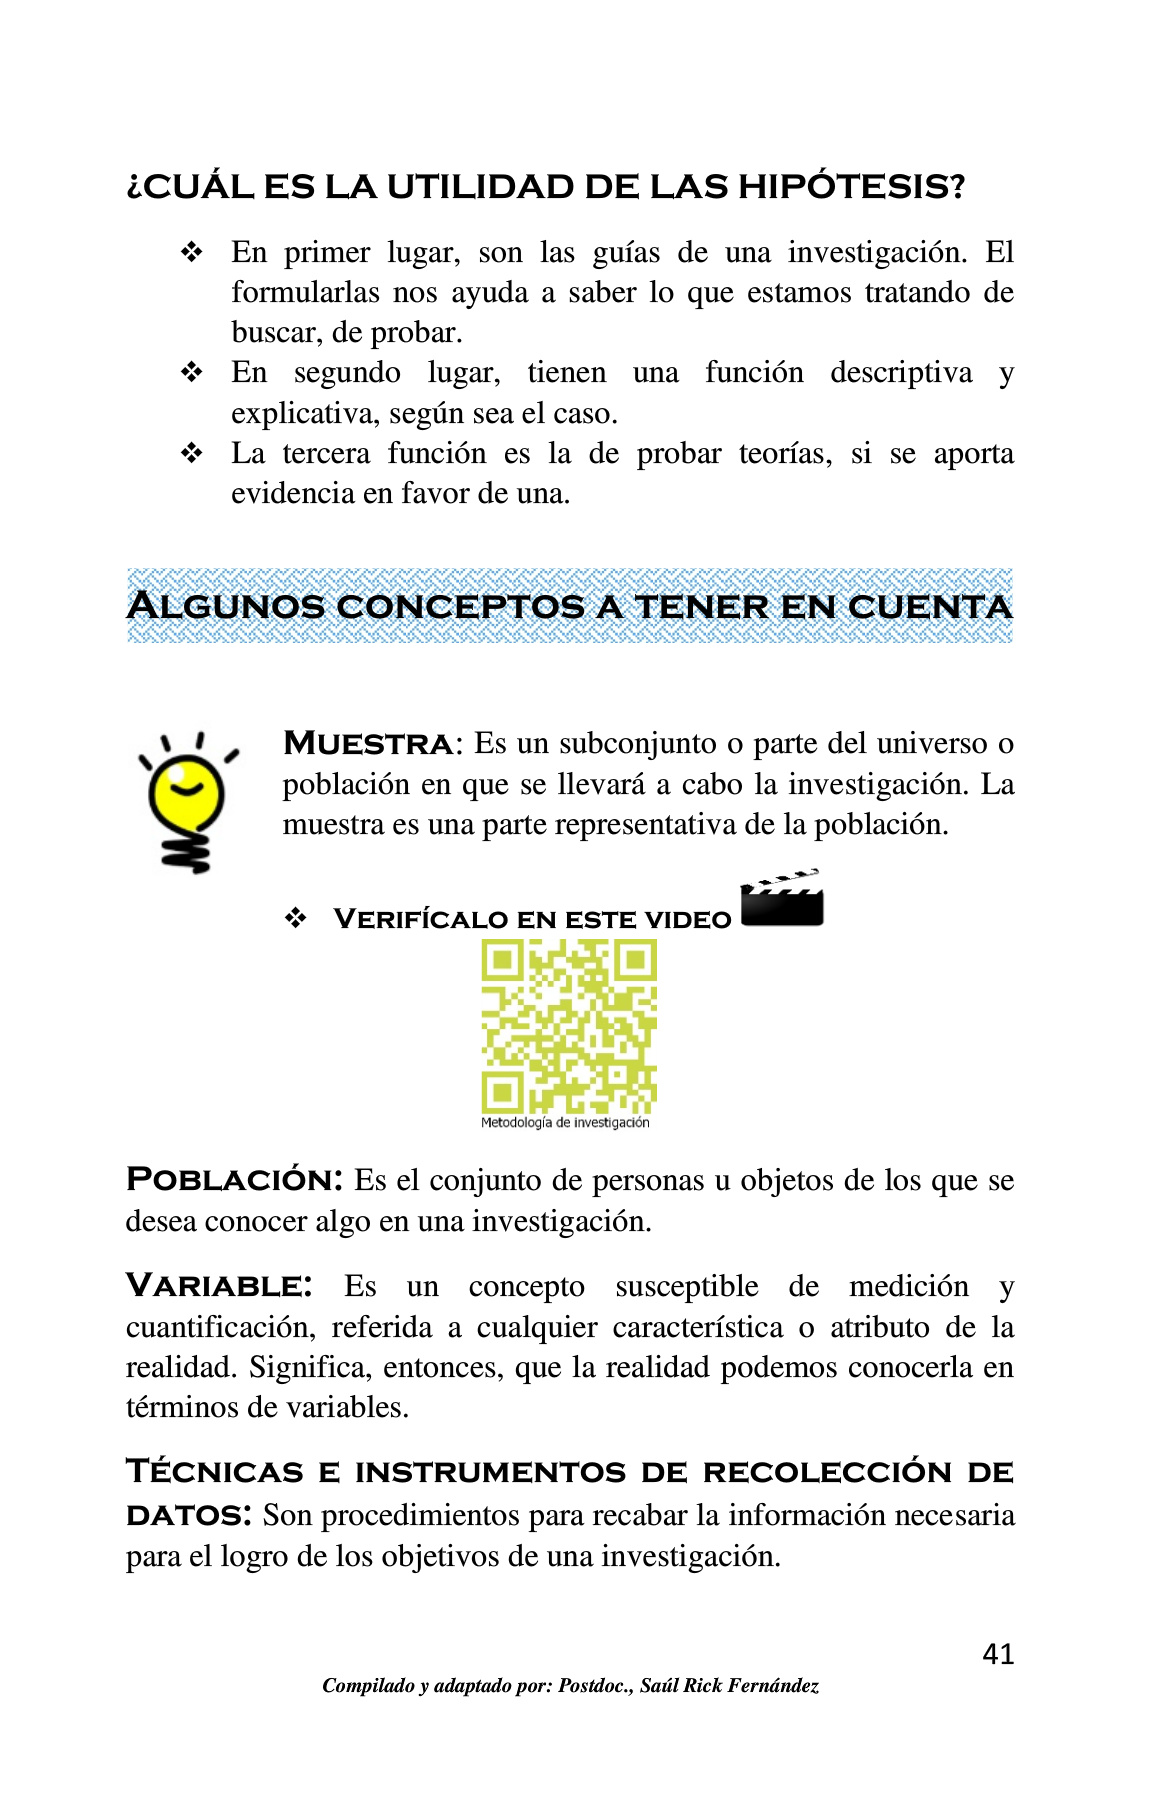 ¿CUÁL ES LA UTILIDAD DE LAS HIPÓTESIS?
❖ En primer lugar, son las guías de una investigación. El
formularlas nos ayuda a saber lo que estamos tratando de
buscar, de probar.
❖ En segundo lugar, tienen una función descriptiva y
explicativa, según sea el caso.
❖ La tercera función es la de probar teorías, si se aporta
evidencia en favor de una.
ALGUNOS CONCEPTOS A TENER EN CUENTA
MUESTRA: Es un subconjunto o parte del universo o
población en que se llevará a cabo la investigación. La
muestra es una parte representativa de la población.
❖ VERIFÍCALO EN ESTE VIDEO
Metodología de investigación
POBLACIÓN: Es el conjunto de personas u objetos de los que se
desea conocer algo en una investigación.
VARIABLE: Es un concepto susceptible de medición y
cuantificación, referida a cualquier característica o atributo de la
realidad. Significa, entonces, que la realidad podemos conocerla en
términos de variables.
TÉCNICAS E INSTRUMENTOS DE RECOLECCIÓN DE
DATOS: Son procedimientos para recabar la información necesaria
para el logro de los objetivos de una investigación.
41
Compilado y adaptado por: Postdoc., Saúl Rick Fernández